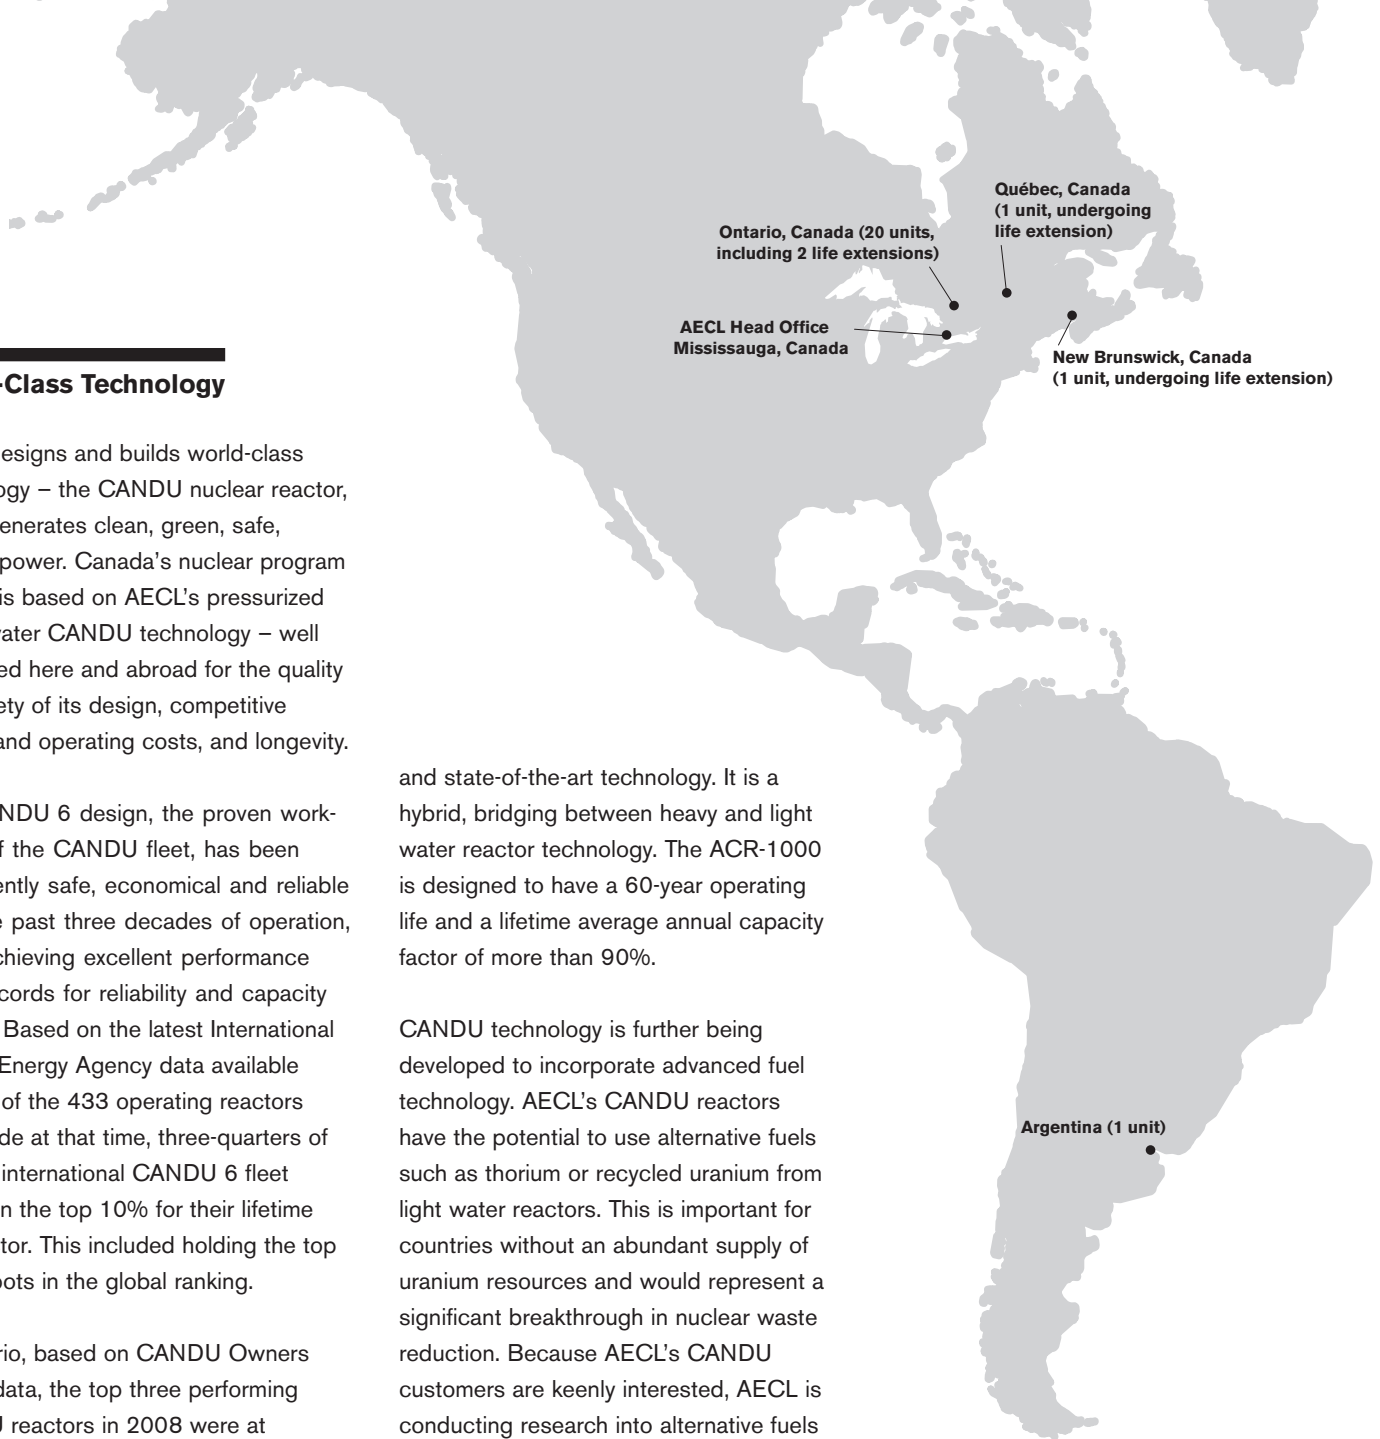 -Class Technology
esigns and builds world-class
ogy – the CANDU nuclear reactor,
enerates clean, green, safe,
power. Canada's nuclear program
is based on AECL's pressurized
vater CANDU technology – well
ed here and abroad for the quality
ety of its design, competitive
and operating costs, and longevity.
NDU 6 design, the proven work-
f the CANDU fleet, has been
ently safe, economical and reliable
e past three decades of operation,
chieving excellent performance
cords for reliability and capacity
Based on the latest International
Energy Agency data available
of the 433 operating reactors
de at that time, three-quarters of
international CANDU 6 fleet
n the top 10% for their lifetime
tor. This included holding the top
oots in the global ranking.
rio, based on CANDU Owners
data, the top three performing
U reactors in 2008 were at
and state-of-the-art technology. It is a
hybrid, bridging between heavy and light
water reactor technology. The ACR-1000
is designed to have a 60-year operating
life and a lifetime average annual capacity
factor of more than 90%.
CANDU technology is further being
developed to incorporate advanced fuel
technology. AECL's CANDU reactors
have the potential to use alternative fuels
such as thorium or recycled uranium from
light water reactors. This is important for
countries without an abundant supply of
uranium resources and would represent a
significant breakthrough in nuclear waste
reduction. Because AECL's CANDU
customers are keenly interested, AECL is
conducting research into alternative fuels
Québec, Canada
(1 unit, undergoing
life extension)
Ontario, Canada (20 units,
including 2 life extensions)
AECL Head Office
Mississauga, Canada
New Brunswick, Canada
(1 unit, undergoing life extension)
Argentina (1 unit)